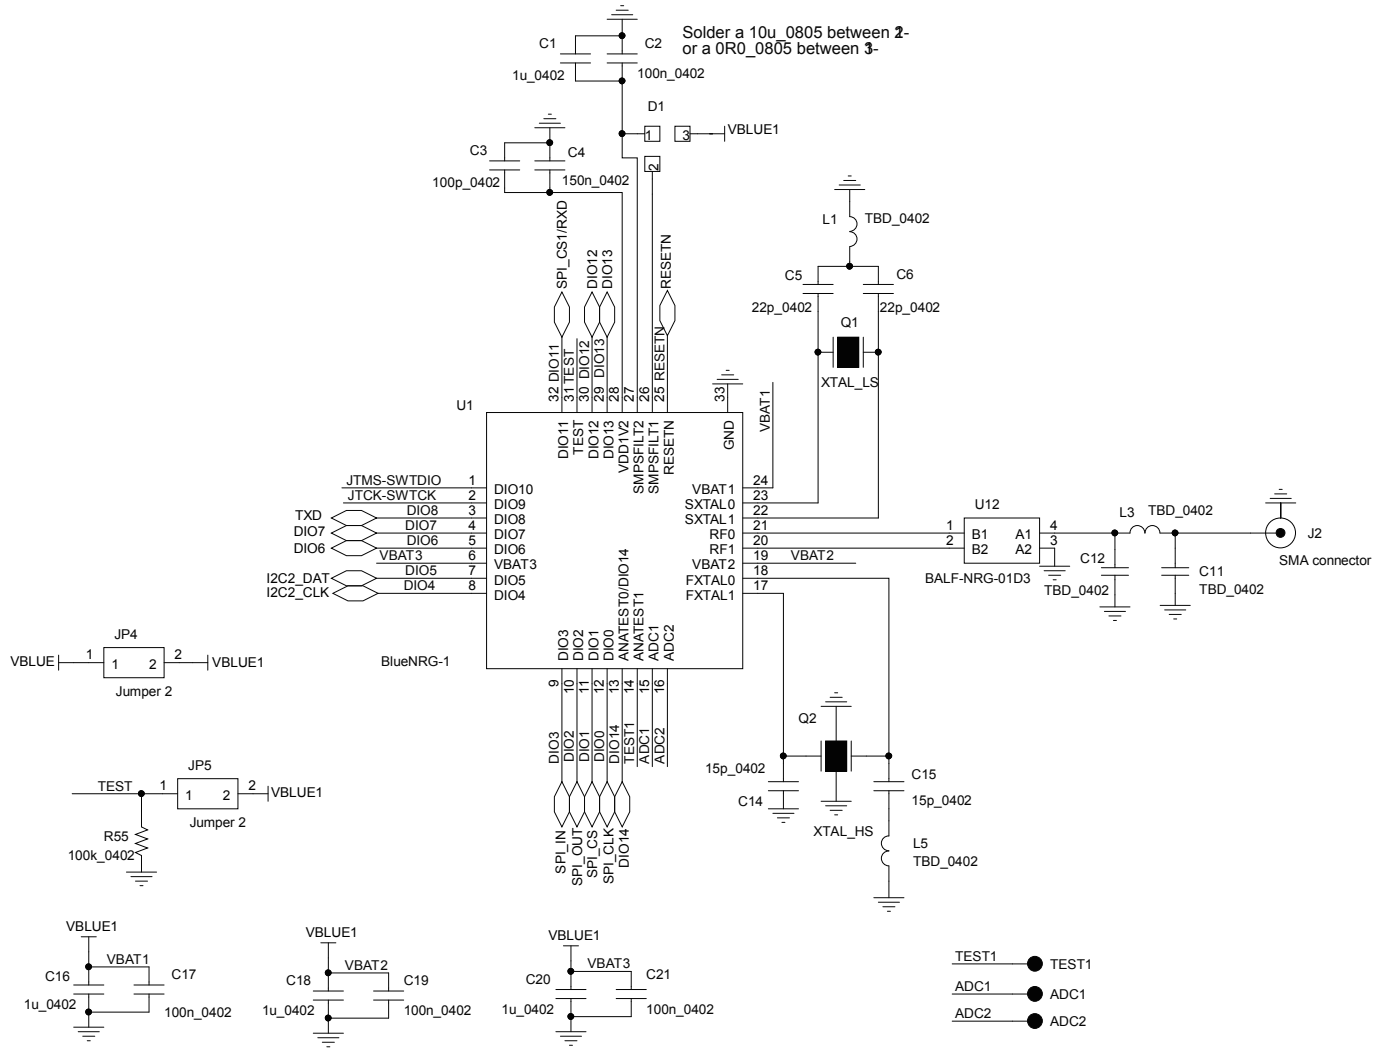 Solder a 10u_0805 between
or a 0R0_0805 between
C1
C2
1u_0402
100n_0402
D1
1
3
VBLUE1
2
C3
C4
100p_0402
150n_0402
L1
TBD_0402
C5
C6
22p_0402
22p_0402
Q1
XTAL_LS
SPI_CS1/RXD
DIO12
DIO13
RESETN
DIO11
TEST
DIO12
DIO13
RESETN
32
31
30
29
28
27
26
25
33
U1
DIO11
TEST
DIO12
DIO13
VDD1V2
SMPSFILT2
SMPSFILT1
RESETN
GND
VBAT1
JTMS-SWTDIO 1 DIO10
JTCK-SWTCK 2 DIO9
TXD DIO8 3 DIO8
DIO7 DIO7 4 DIO7
DIO6 DIO6 5 DIO6
VBAT3 6 VBAT3
I2C2_DAT DIO5 7 DIO5
I2C2_CLK DIO4 8 DIO4
VBAT1 24
SXTAL0 23
SXTAL1 22
RF0 21
RF1 20
VBAT2 19 VBAT2
FXTAL0 18
FXTAL1 17
U12
1 B1 A1 4
2 B2 A2 3
BALF-NRG-01D3
L3
TBD_0402
C12
TBD_0402
C11
TBD_0402
J2
SMA connector
DIO3
DIO2
DIO1
DIO0
ANATEST0/DIO14
ANATEST1
ADC1
ADC2
BlueNRG-1
9
10
11
12
13
14
15
16
DIO3
DIO2
DIO1
DIO0
DIO14
TEST1
ADC1
ADC2
SPI_IN
SPI_OUT
SPI_CS
SPI_CLK
DIO14
JP4
VBLUE 1 1 2 2 VBLUE1
Jumper 2
JP5
TEST 1 1 2 2 VBLUE1
Jumper 2
R55
100k_0402
Q2
15p_0402
C14
XTAL_HS
C15
15p_0402
L5
TBD_0402
VBLUE1
VBAT1
C16
C17
1u_0402
100n_0402
VBLUE1
VBAT2
C18
C19
1u_0402
100n_0402
VBLUE1
VBAT3
C20
C21
1u_0402
100n_0402
TEST1 TEST1
ADC1 ADC1
ADC2 ADC2